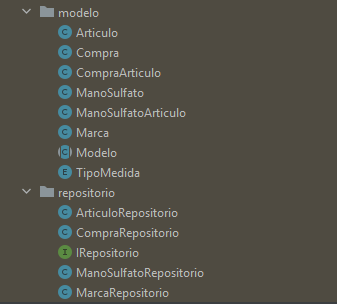 modelo
C Articulo
C Compra
C CompraArticulo
C ManoSulfato
C ManoSulfatoArticulo
C Marca
C Modelo
E TipoMedida
repositorio
C ArticuloRepositorio
C CompraRepositorio
I IRepositorio
C ManoSulfatoRepositorio
C MarcaRepositorio